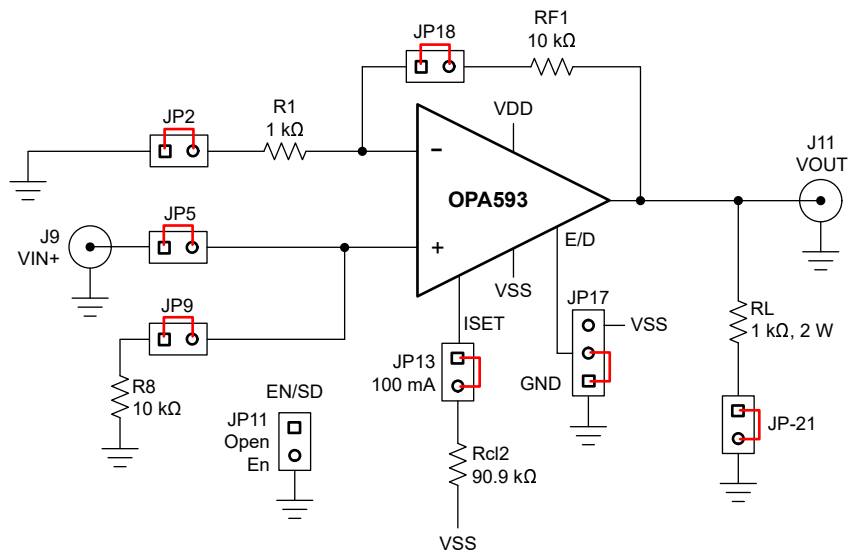 RF1
10 kΩ
JP18
R1
1 kΩ
JP2
VDD
J11
VOUT
−
OPA593
JP5
J9
VIN+
+
E/D
VSS
JP17
VSS
JP9
ISET
RL
1 kΩ, 2 W
JP13
100 mA
GND
R8
10 kΩ
EN/SD
JP11
Open
En
JP-21
Rcl2
90.9 kΩ
VSS